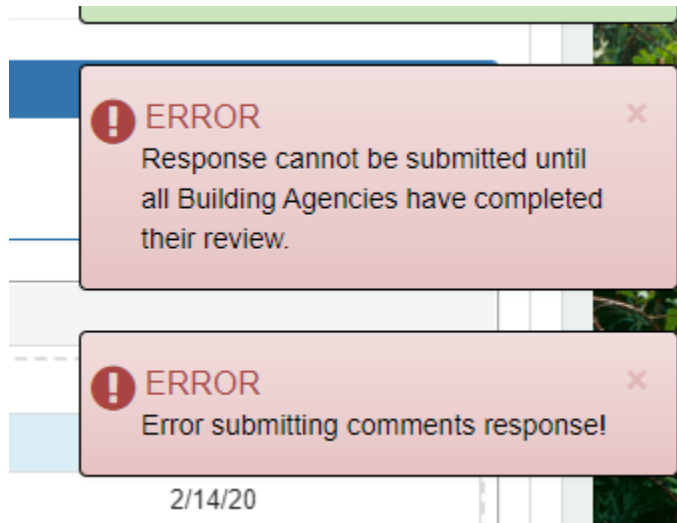 ERROR
Response cannot be submitted until
all Building Agencies have completed
their review.
ERROR
Error submitting comments response!
2/14/20